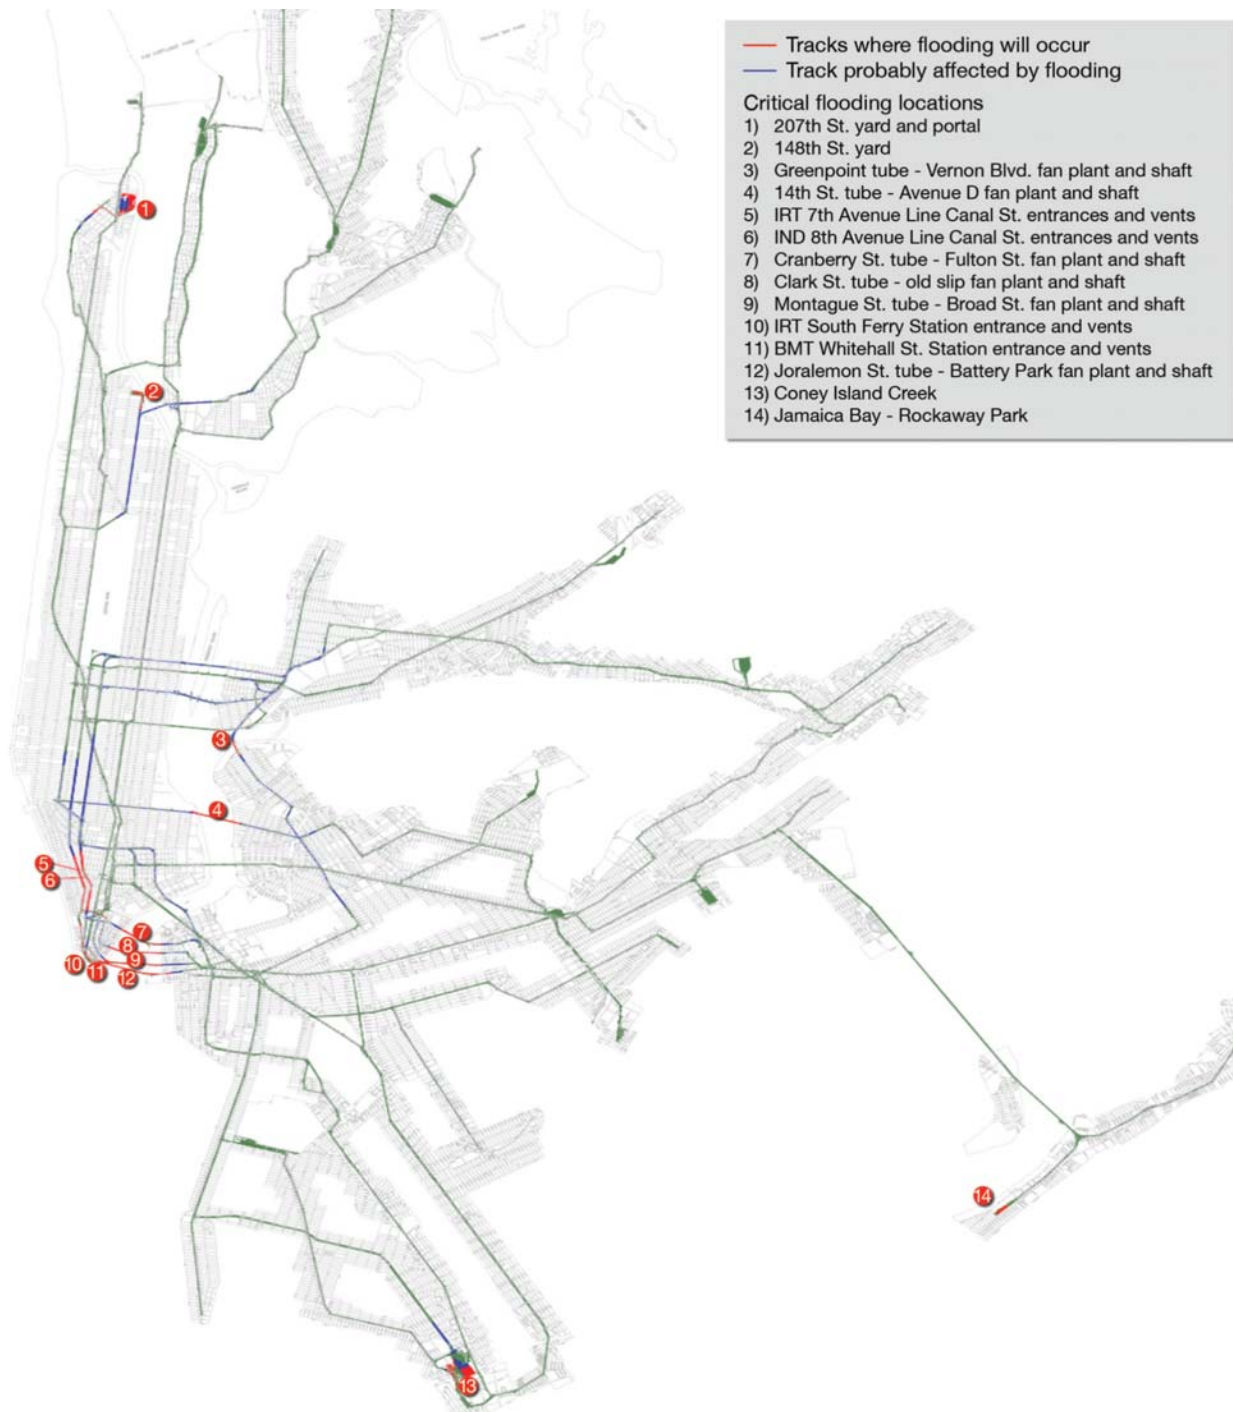 Tracks where flooding will occur
Track probably affected by flooding
Critical flooding locations
1) 207th St. yard and portal
2) 148th St. yard
3) Greenpoint tube - Vernon Blvd. fan plant and shaft
4) 14th St. tube - Avenue D fan plant and shaft
5) IRT 7th Avenue Line Canal St. entrances and vents
6) IND 8th Avenue Line Canal St. entrances and vents
7) Cranberry St. tube - Fulton St. fan plant and shaft
8) Clark St. tube - old slip fan plant and shaft
9) Montague St. tube - Broad St. fan plant and shaft
10) IRT South Ferry Station entrance and vents
11) BMT Whitehall St. Station entrance and vents
12) Joralemon St. tube - Battery Park fan plant and shaft
13) Coney Island Creek
14) Jamaica Bay - Rockaway Park
1
2
3
4
5
6
7
8
9
10
11
12
14
13